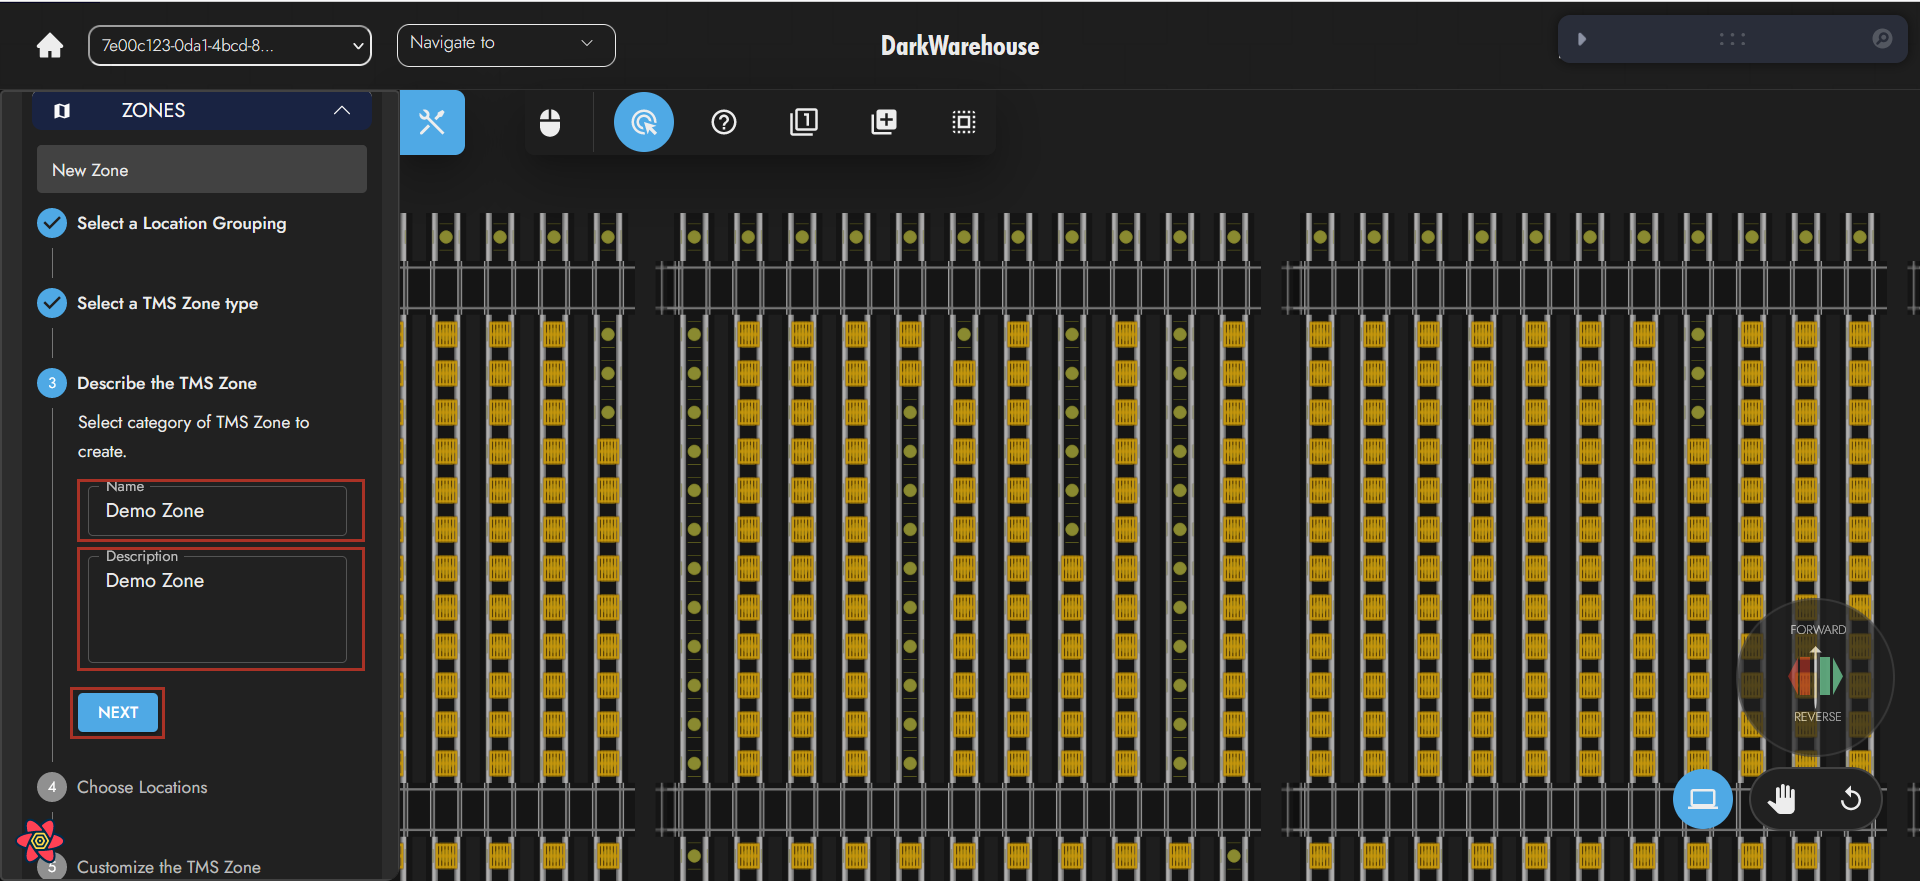 7e00c123-0da1-4bcd-8...
Navigate to
DarkWarehouse
ZONES
New Zone
Select a Location Grouping
Select a TMS Zone type
3
Describe the TMS Zone
Select category of TMS Zone to
create.
Name
Demo Zone
Description
Demo Zone
NEXT
4
Choose Locations
5
Customize the TMS Zone
1
FORWARD
REVERSE